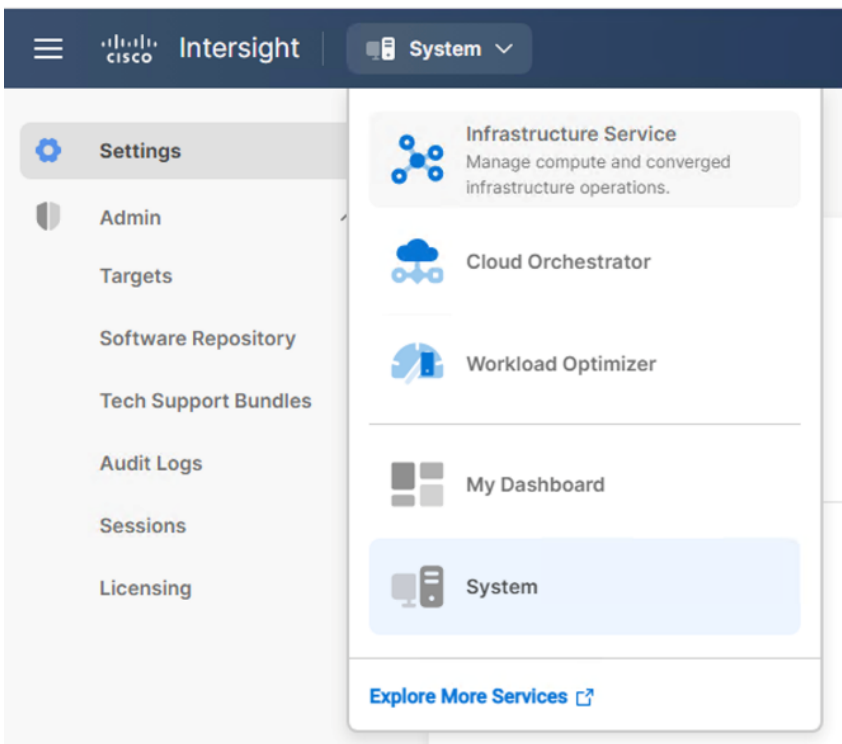 cisco Intersight System
Settings
Admin
Targets
Software Repository
Tech Support Bundles
Audit Logs
Sessions
Licensing
Infrastructure Service
Manage compute and converged
infrastructure operations.
Cloud Orchestrator
Workload Optimizer
My Dashboard
System
Explore More Services